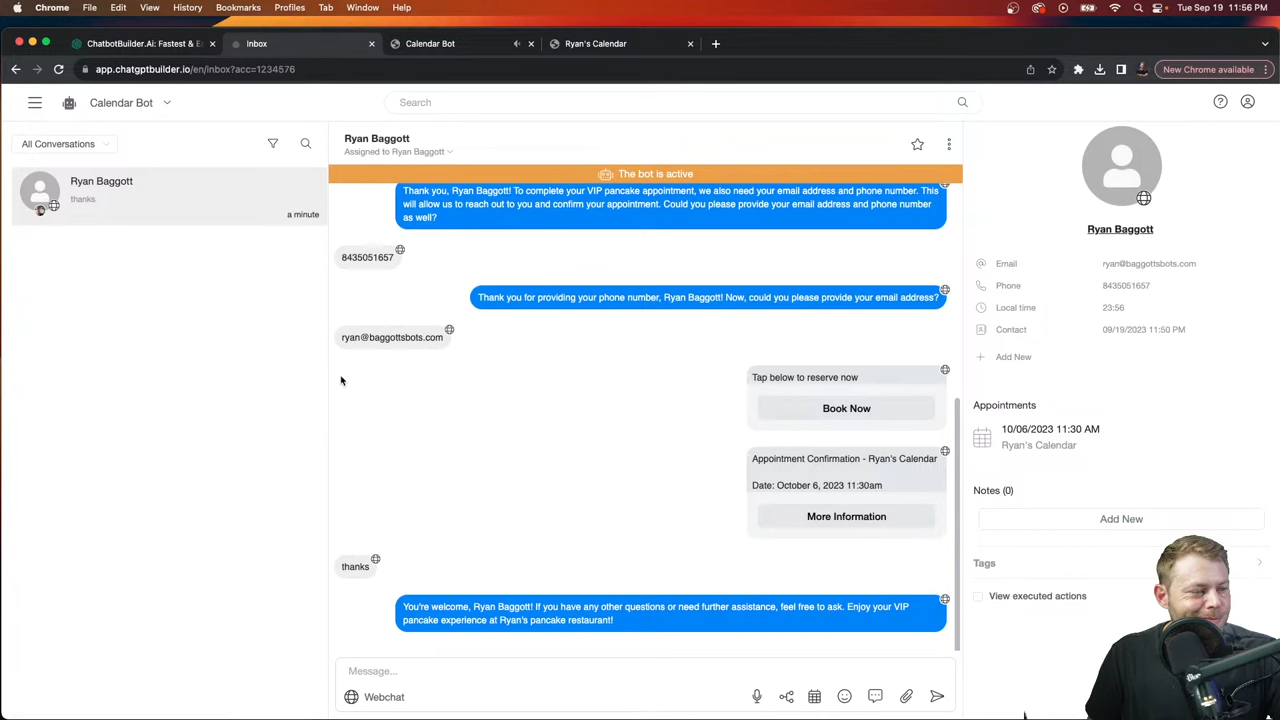 Chrome File Edit View History Bookmarks Profiles Tab Window Help Tue Sep 19 11:56 PM
ChatbotBuilder.Ai: Fastest & E Inbox Calendar Bot Ryan's Calendar
app.chatgptbuilder.io/en/inbox?acc=1234576 New Chrome available
Calendar Bot Search
All Conversations
Ryan Baggott
thanks
a minute
Ryan Baggott
Assigned to Ryan Baggott
The bot is active
Thank you, Ryan Baggott! To complete your VIP pancake appointment, we also need your email address and phone number. This
will allow us to reach out to you and confirm your appointment. Could you please provide your email address and phone number
as well?
8435051657
Thank you for providing your phone number, Ryan Baggott! Now, could you please provide your email address?
ryan@baggottsbots.com
Tap below to reserve now
Book Now
Appointment Confirmation - Ryan's Calendar
Date: October 6, 2023 11:30am
More Information
thanks
You're welcome, Ryan Baggott! If you have any other questions or need further assistance, feel free to ask. Enjoy your VIP
pancake experience at Ryan's pancake restaurant!
Message...
Webchat
Ryan Baggott
Email ryan@baggottsbots.com
Phone 8435051657
Local time 23:56
Contact 09/19/2023 11:50 PM
Add New
Appointments
10/06/2023 11:30 AM
Ryan's Calendar
Notes (0)
Add New
Tags
View executed actions